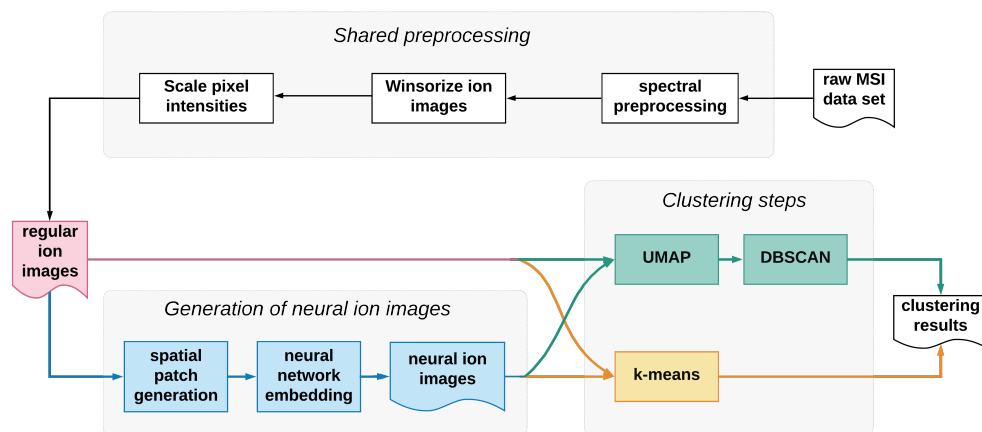 Shared preprocessing
Scale pixel
intensities
Winsorize ion
images
spectral
preprocessing
raw MSI
data set
regular
ion
images
Clustering steps
UMAP
DBSCAN
clustering
results
k-means
Generation of neural ion images
spatial
patch
generation
neural
network
embedding
neural ion
images